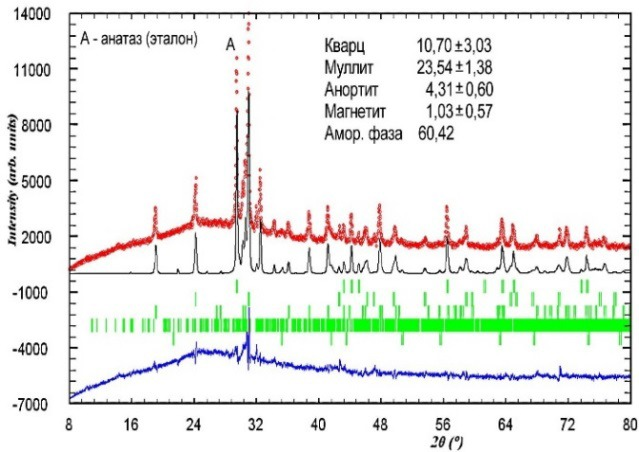 14000
A - анатаз (эталон)
A
Кварц 10,70±3,03
Муллит 23,54±1,38
Анортит 4,31±0,60
Магнетит 1,03±0,57
Амор. фаза 60,42
11000
8000
5000
2000
-1000
-4000
-7000
Intensity (arb. units)
8 16 24 32 40 48 56 64 72 80
2θ (°)